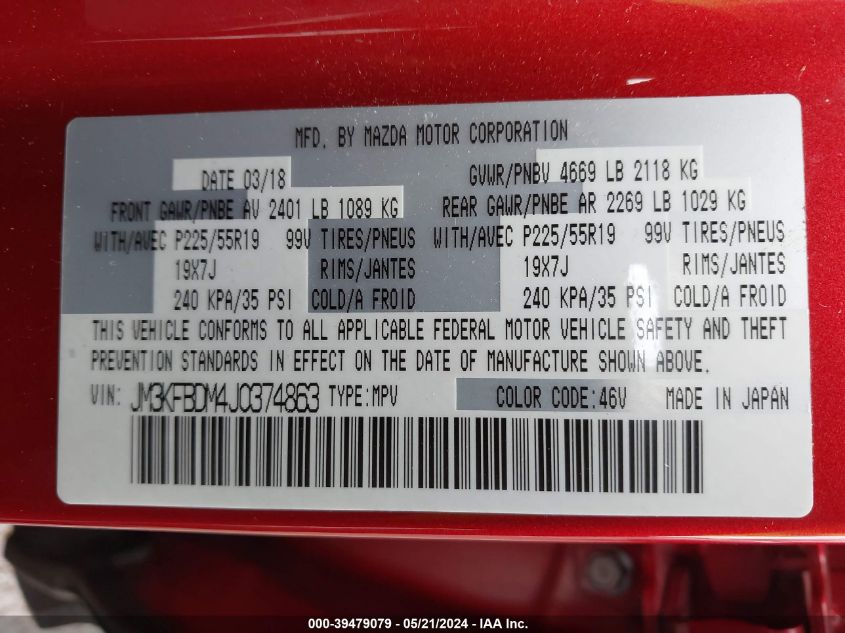 MFD. BY MAZDA MOTOR CORPORATION
DATE 03/18 GVWR/PNBV 4669 LB 2118 KG
FRONT GAWR/PNBE AV 2401 LB 1089 KG REAR GAWR/PNBE AR 2269 LB 1029 KG
WITH/AVEC P225/55R19 99V TIRES/PNEUS WITH/AVEC P225/55R19 99V TIRES/PNEUS
19X7J RIMS/JANTES 19X7J RIMS/JANTES
240 KPA/35 PSI COLD/A FROID 240 KPA/35 PSI COLD/A FROID
THIS VEHICLE CONFORMS TO ALL APPLICABLE FEDERAL MOTOR VEHICLE SAFETY AND THEFT
PREVENTION STANDARDS IN EFFECT ON THE DATE OF MANUFACTURE SHOWN ABOVE.
VIN: JM3KFBDM4J0374863 TYPE:MPV COLOR CODE:46V MADE IN JAPAN
000-39479079 - 05/21/2024 - IAA Inc.